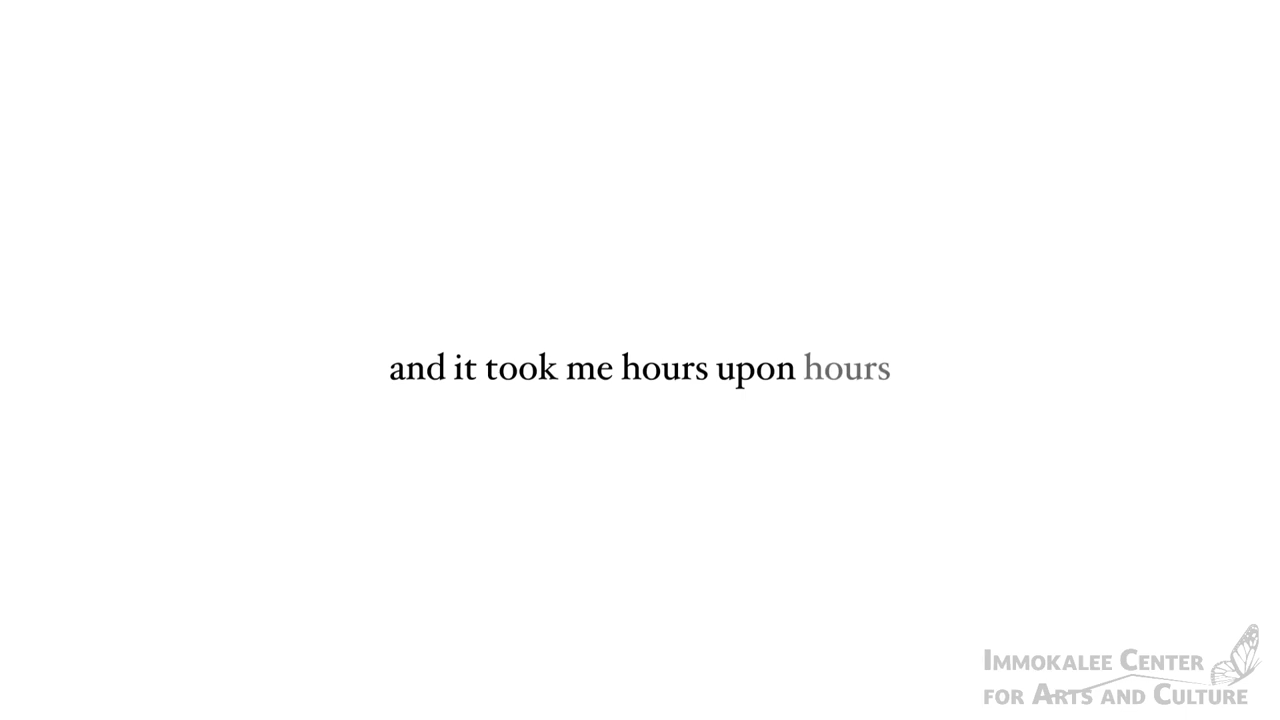 and it took me hours upon hours
Immokalee Center
for Arts and Culture